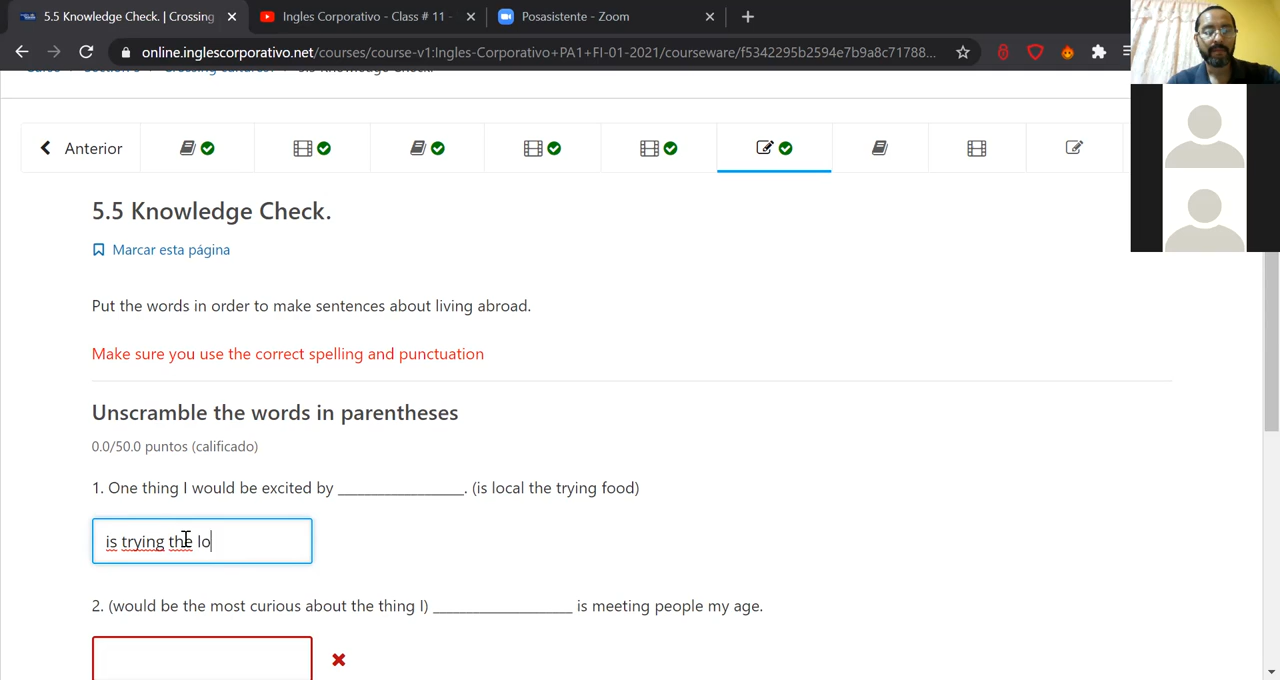 5.5 Knowledge Check. | Crossing
Ingles Corporativo - Class # 11 -
Posasistente - Zoom
online.inglescorporativo.net/courses/course-v1:Ingles-Corporativo+PA1+FI-01-2021/courseware/f5342295b2594e7b9a8c71788...
Anterior
5.5 Knowledge Check.
Marcar esta página
Put the words in order to make sentences about living abroad.
Make sure you use the correct spelling and punctuation
Unscramble the words in parentheses
0.0/50.0 puntos (calificado)
1. One thing I would be excited by __________________. (is local the trying food)
is trying the lo
2. (would be the most curious about the thing I) ____________________ is meeting people my age.